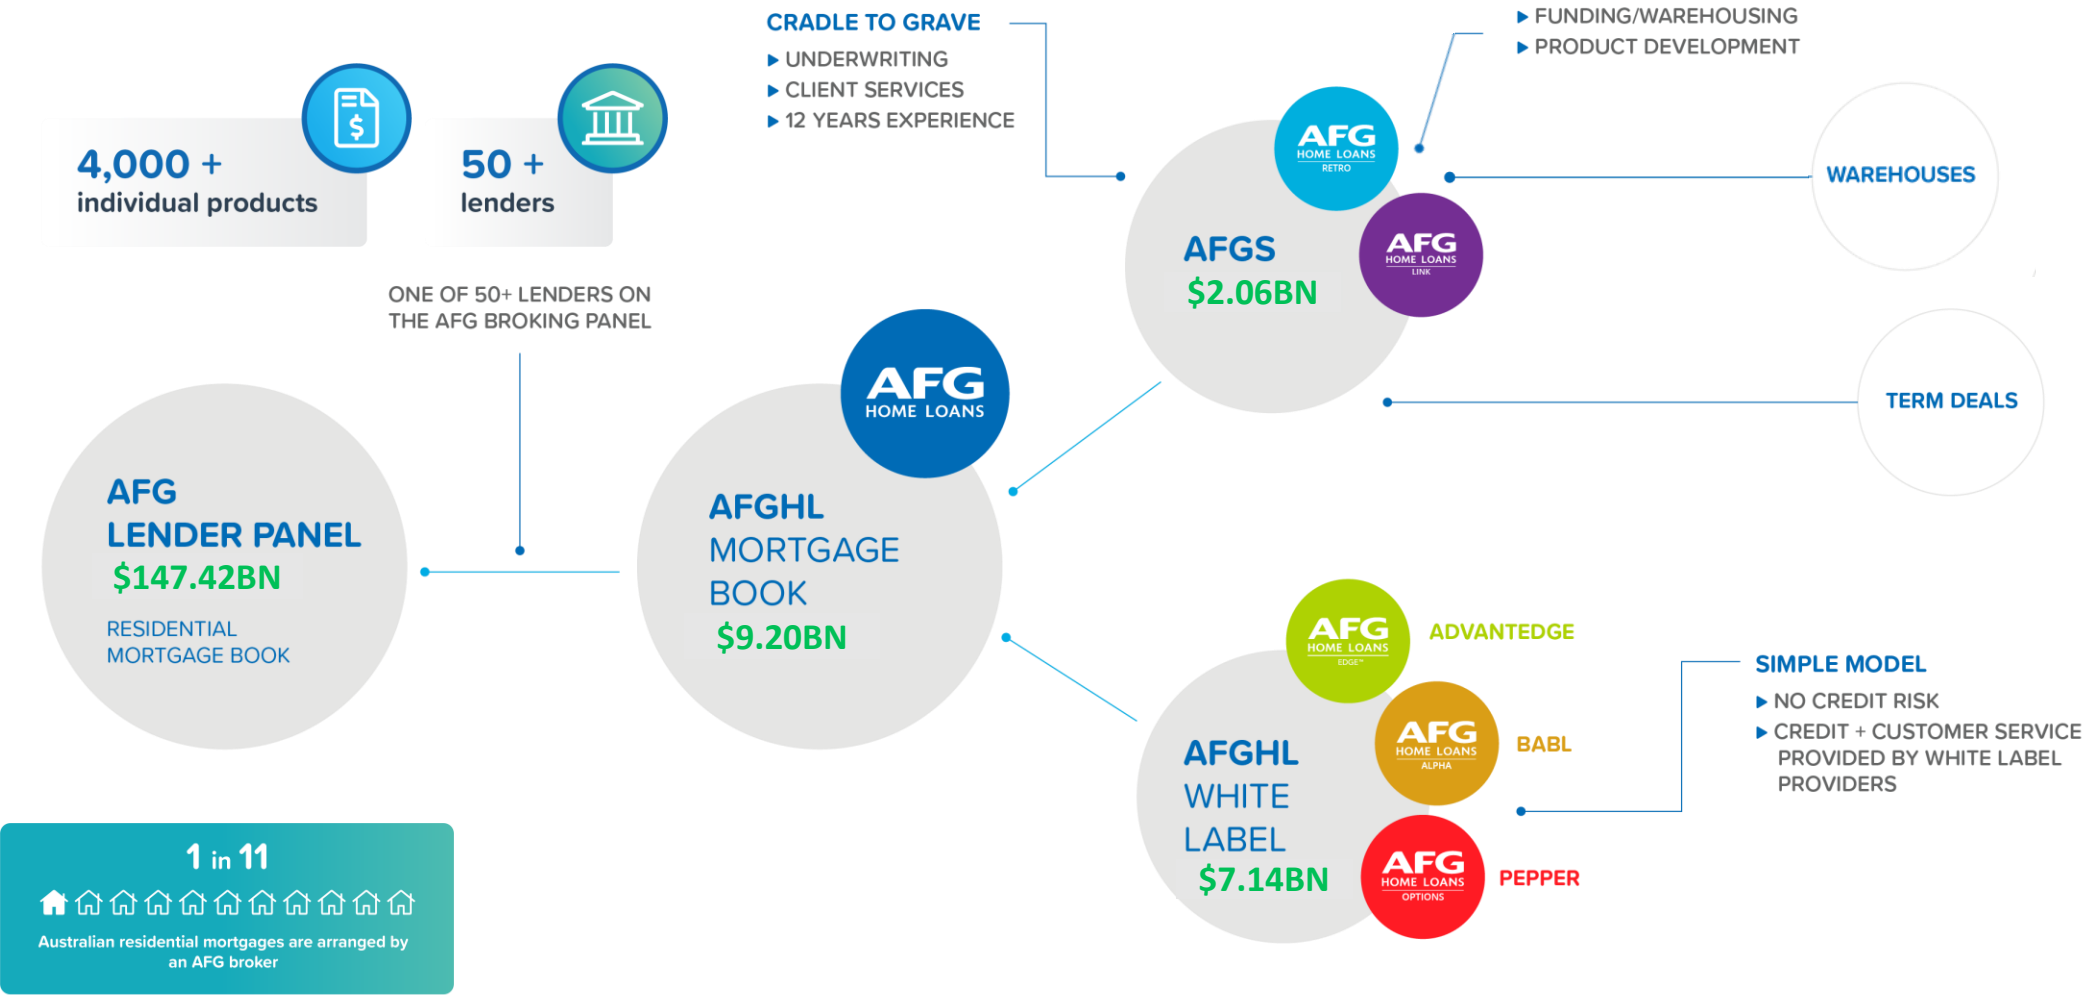 CRADLE TO GRAVE
▶ UNDERWRITING
▶ CLIENT SERVICES
▶ 12 YEARS EXPERIENCE
▶ FUNDING/WAREHOUSING
▶ PRODUCT DEVELOPMENT
4,000 +
individual products
$
50 +
lenders
ONE OF 50+ LENDERS ON
THE AFG BROKING PANEL
AFG
HOME LOANS
RETRO
AFG
HOME LOANS
LINK
AFGS
$2.06BN
WAREHOUSES
TERM DEALS
AFG
HOME LOANS
AFG
LENDER PANEL
$147.42BN
RESIDENTIAL
MORTGAGE BOOK
AFGHL
MORTGAGE
BOOK
$9.20BN
AFG
HOME LOANS
EDGE™
ADVANTEDGE
AFG
HOME LOANS
ALPHA
BABL
AFGHL
WHITE
LABEL
$7.14BN
AFG
HOME LOANS
OPTIONS
PEPPER
SIMPLE MODEL
▶ NO CREDIT RISK
▶ CREDIT + CUSTOMER SERVICE
PROVIDED BY WHITE LABEL
PROVIDERS
1 in 11
Australian residential mortgages are arranged by
an AFG broker